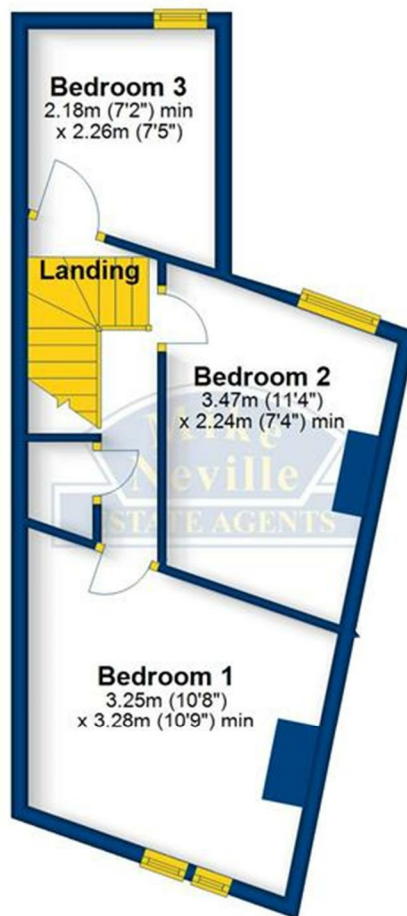 Bedroom 3
2.18m (7'2") min
x 2.26m (7'5")
Landing
Bedroom 2
3.47m (11'4")
x 2.24m (7'4") min
Mike
Neville
ESTATE AGENTS
Bedroom 1
3.25m (10'8")
x 3.28m (10'9") min